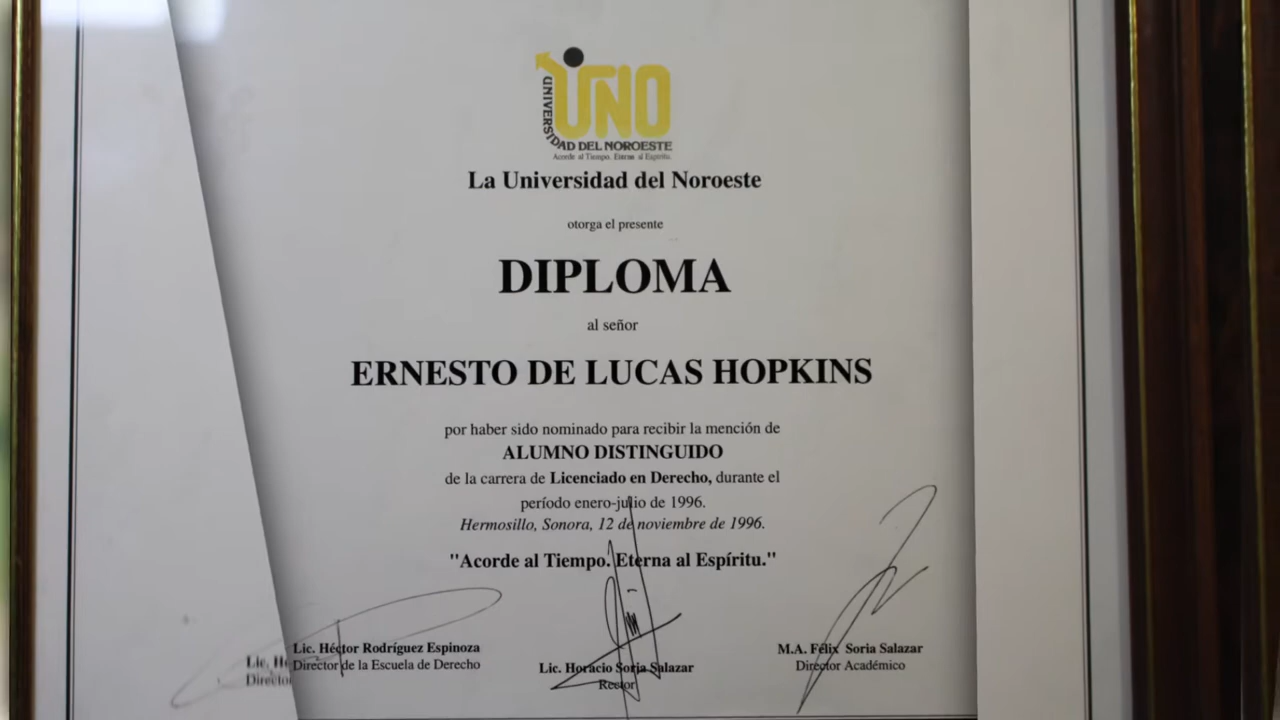 UNO
UNIVERSIDAD DEL NOROESTE
Acorde al Tiempo. Eterna al Espíritu.
La Universidad del Noroeste
otorga el presente
DIPLOMA
al señor
ERNESTO DE LUCAS HOPKINS
por haber sido nominado para recibir la mención de
ALUMNO DISTINGUIDO
de la carrera de Licenciado en Derecho, durante el
período enero-julio de 1996.
Hermosillo, Sonora, 12 de noviembre de 1996.
"Acorde al Tiempo. Eterna al Espíritu."
Lic. Héctor Rodríguez Espinoza
Director de la Escuela de Derecho
Lic. Horacio Soria Salazar
Rector
M.A. Félix Soria Salazar
Director Académico
Lic. Hé
Director